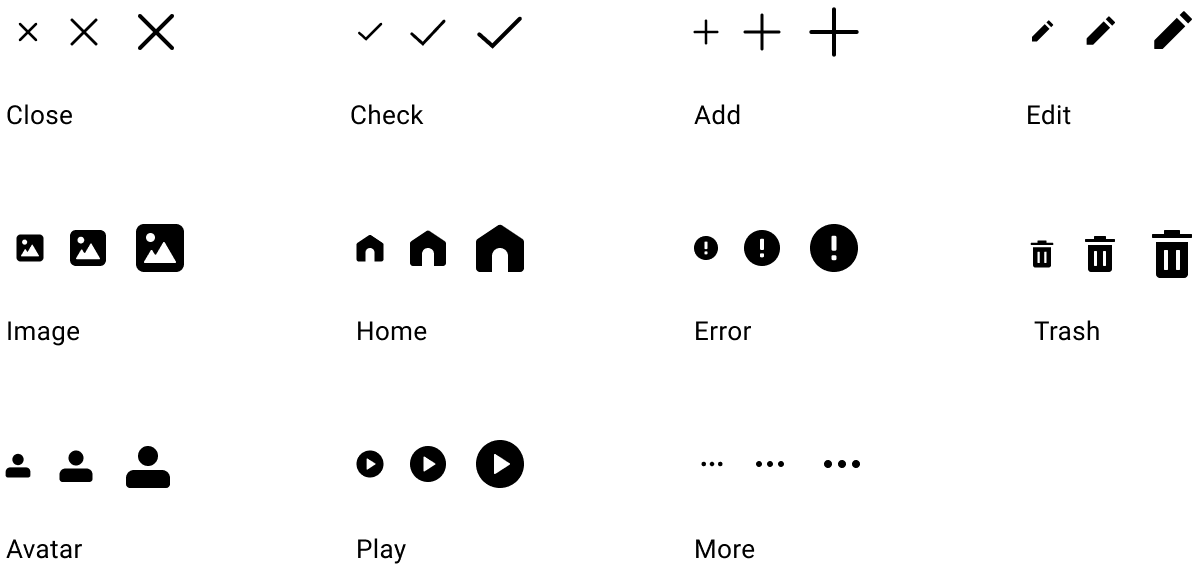 Close
Check
Add
Edit
Image
Home
Error
Trash
Avatar
Play
More